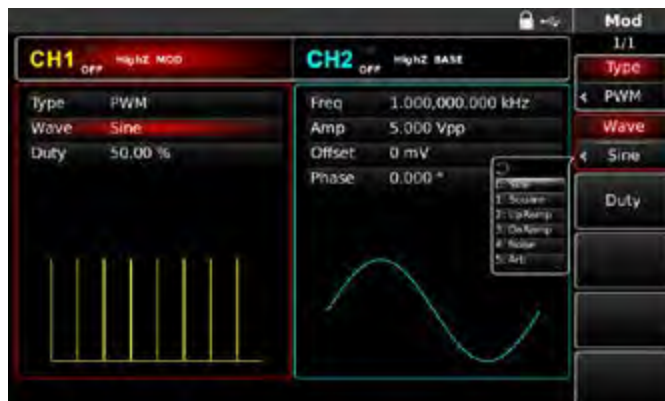 Mod
1/1
CH1 OFF HighZ MOD
CH2 OFF HighZ BASE
Type
PWM
Wave
Sine
Duty
Type PWM
Wave Sine
Duty 50.00 %
Freq 1.000,000,000 kHz
Amp 5.000 Vpp
Offset 0 mV
Phase 0.000 °
0: Sine
1: Square
2: UpRamp
3: DnRamp
4: Noise
5: Arb